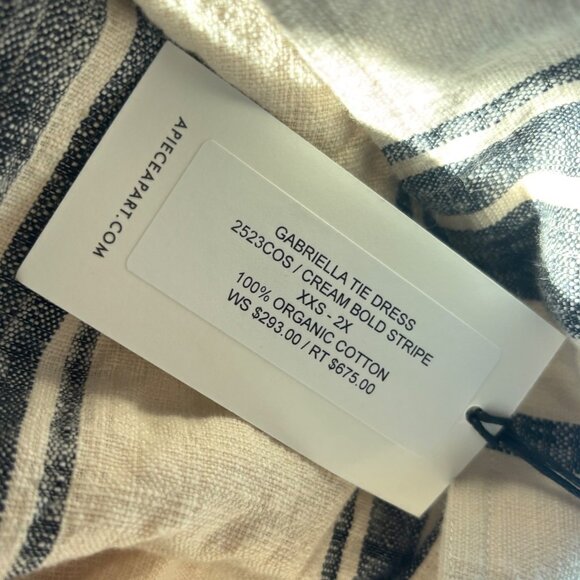 APIECEAPART.COM
GABRIELLA TIE DRESS
2523COS / CREAM BOLD STRIPE
XXS - 2X
100% ORGANIC COTTON
WS $293.00 / RT $675.00